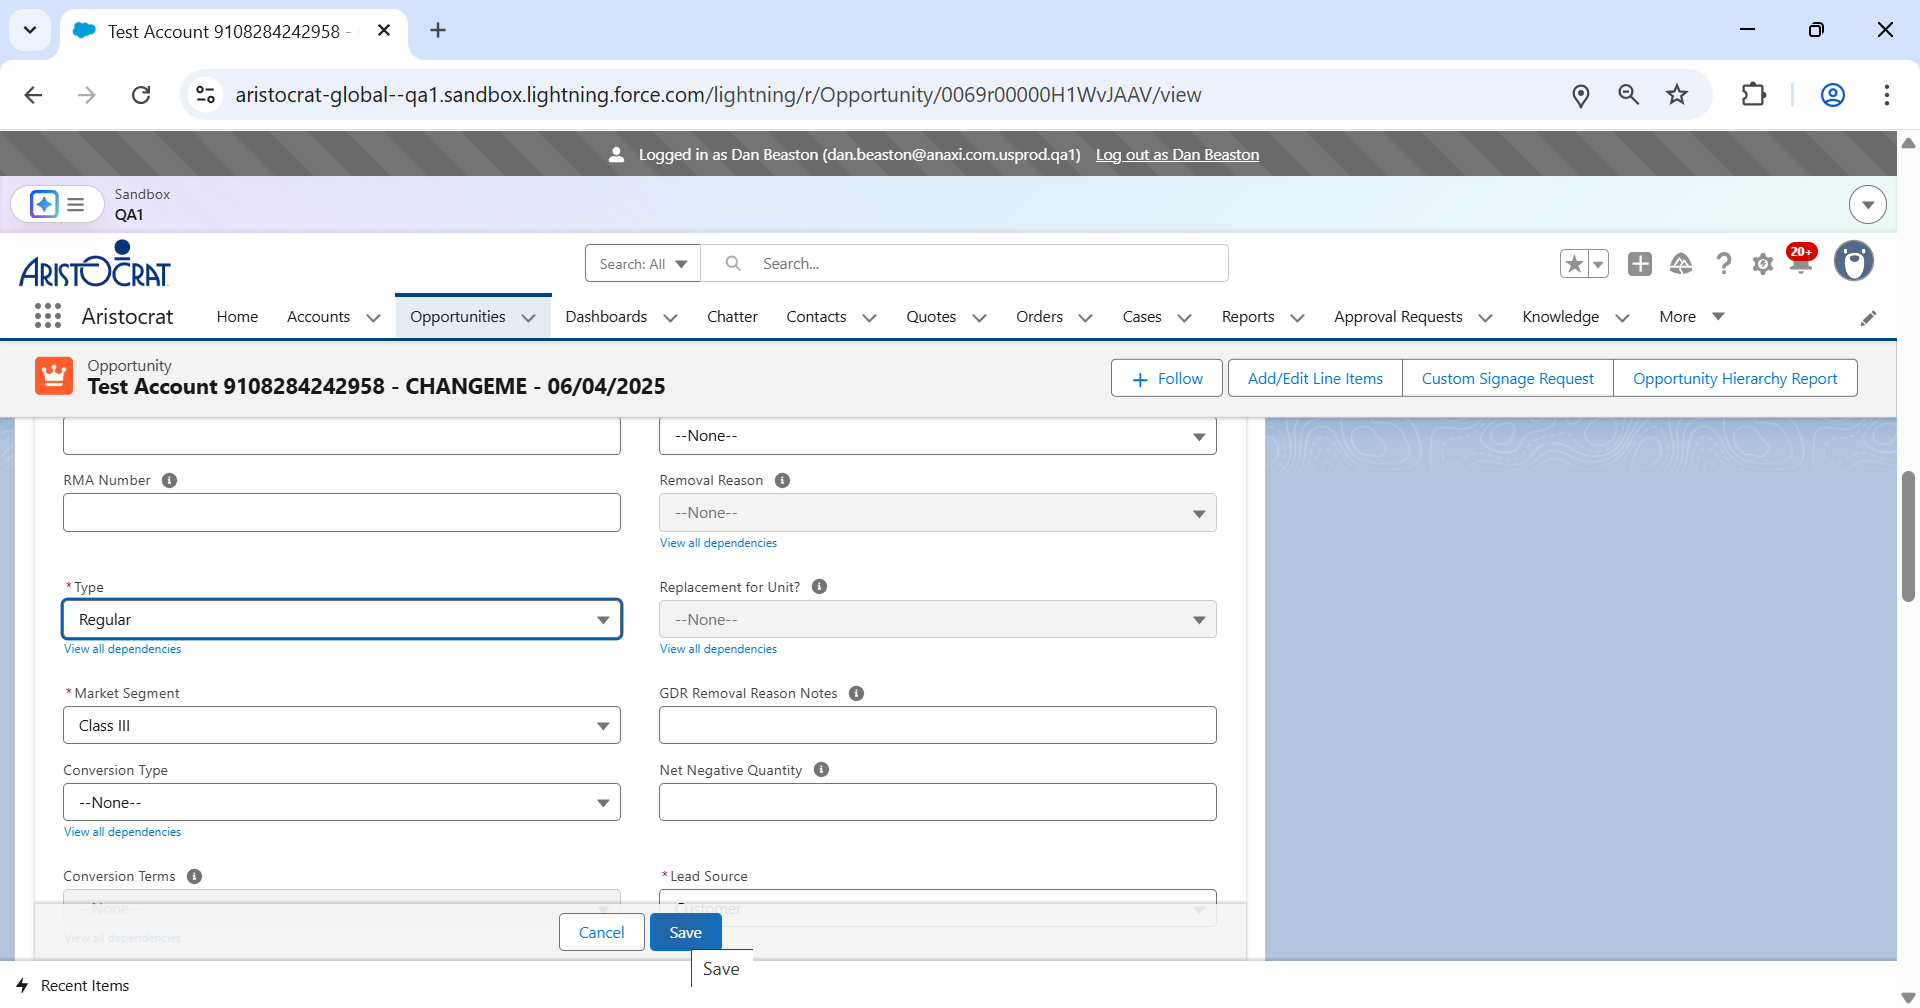 Test Account 9108284242958 -
aristocrat-global--qa1.sandbox.lightning.force.com/lightning/r/Opportunity/0069r00000H1WvJAAV/view
Logged in as Dan Beaston (dan.beaston@anaxi.com.usprod.qa1) Log out as Dan Beaston
Sandbox
QA1
ARISTOCRAT
Search: All Search...
20+
Aristocrat Home Accounts Opportunities Dashboards Chatter Contacts Quotes Orders Cases Reports Approval Requests Knowledge More
Opportunity
Test Account 9108284242958 - CHANGEME - 06/04/2025
Follow Add/Edit Line Items Custom Signage Request Opportunity Hierarchy Report
--None--
RMA Number Removal Reason
--None--
View all dependencies
*Type Replacement for Unit?
Regular --None--
View all dependencies View all dependencies
*Market Segment GDR Removal Reason Notes
Class III
Conversion Type Net Negative Quantity
--None--
View all dependencies
Conversion Terms *Lead Source
--None-- Customer
Cancel Save
View all dependencies
Save
Recent Items